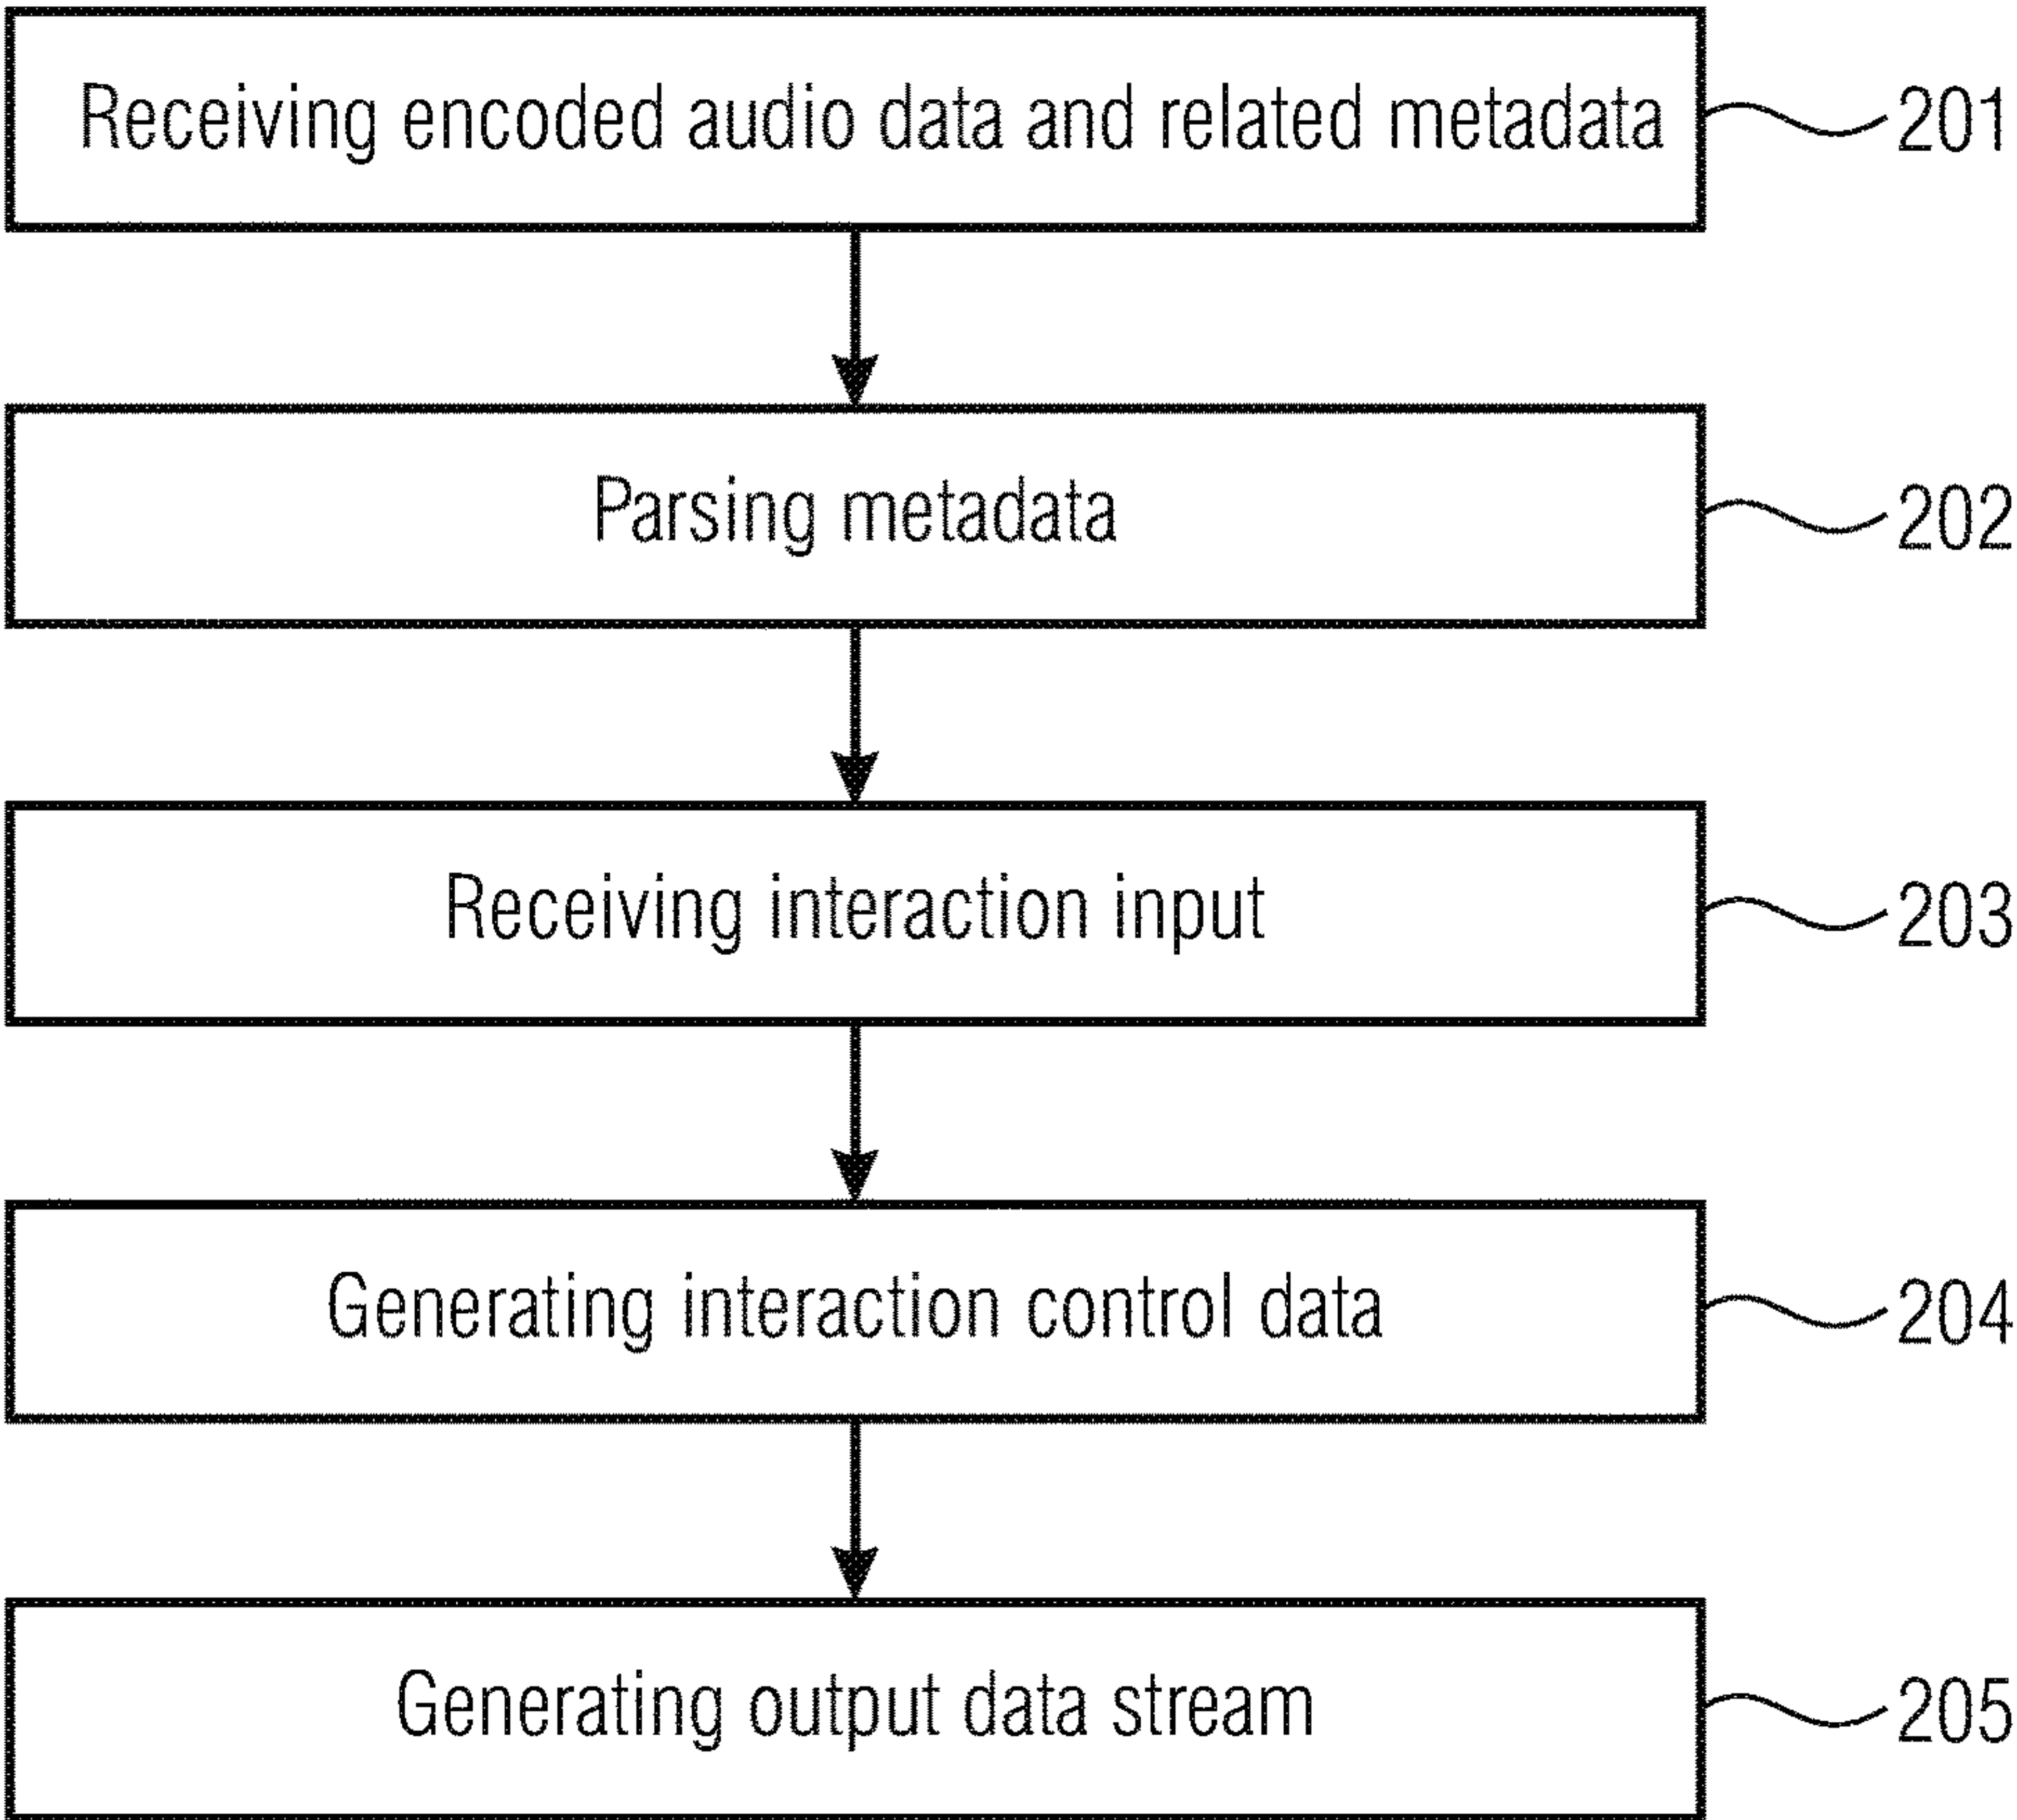 Receiving encoded audio data and related metadata 201
Parsing metadata 202
Receiving interaction input 203
Generating interaction control data 204
Generating output data stream 205